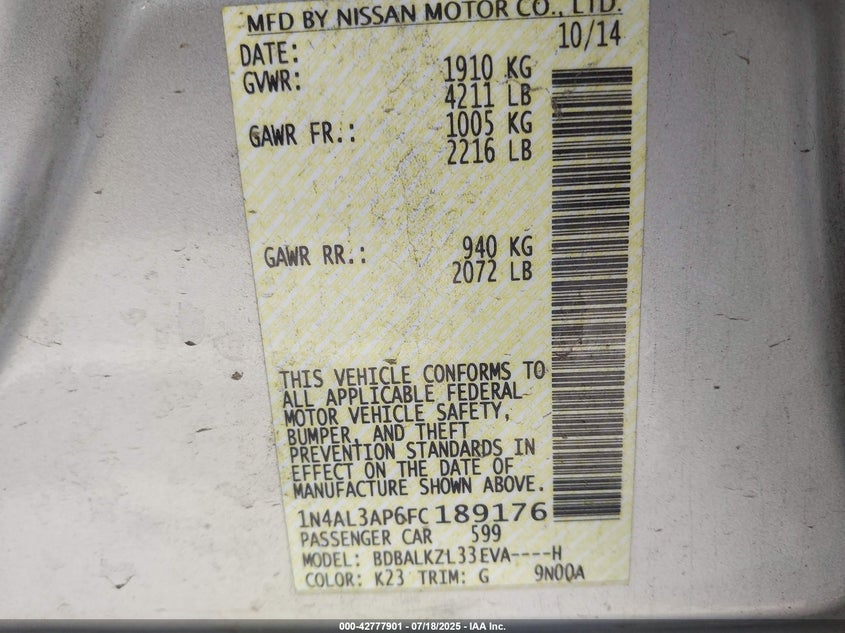 MFD BY NISSAN MOTOR CO., LTD.
DATE: 10/14
GVWR: 1910 KG
4211 LB
GAWR FR.: 1005 KG
2216 LB
GAWR RR.: 940 KG
2072 LB
THIS VEHICLE CONFORMS TO
ALL APPLICABLE FEDERAL
MOTOR VEHICLE SAFETY,
BUMPER, AND THEFT
PREVENTION STANDARDS IN
EFFECT ON THE DATE OF
MANUFACTURE SHOWN ABOVE.
1N4AL3AP6FC189176
PASSENGER CAR 599
MODEL: BDBALKZL33EVA----H
COLOR: K23 TRIM: G 9N00A
000-42777901 - 07/18/2025 - IAA Inc.